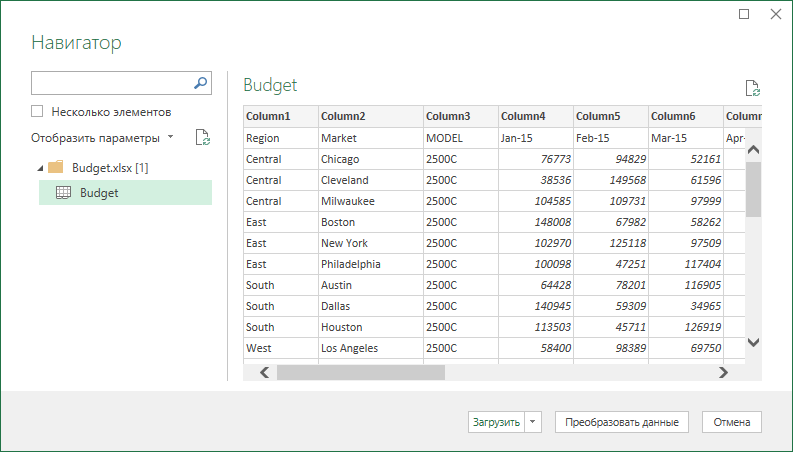 Навигатор
Несколько элементов
Отобразить параметры
Budget.xlsx [1]
Budget
Budget
Column1 Column2 Column3 Column4 Column5 Column6 Colum
Region Market MODEL Jan-15 Feb-15 Mar-15 Apr-
Central Chicago 2500C 76773 94829 52161
Central Cleveland 2500C 38536 149568 61596
Central Milwaukee 2500C 104585 109731 97999
East Boston 2500C 148008 67982 58262
East New York 2500C 102970 125118 97509
East Philadelphia 2500C 100098 47251 117404
South Austin 2500C 64428 78201 116905
South Dallas 2500C 140945 59309 34965
South Houston 2500C 113503 45711 126919
West Los Angeles 2500C 58400 98389 69750
Загрузить Преобразовать данные Отмена